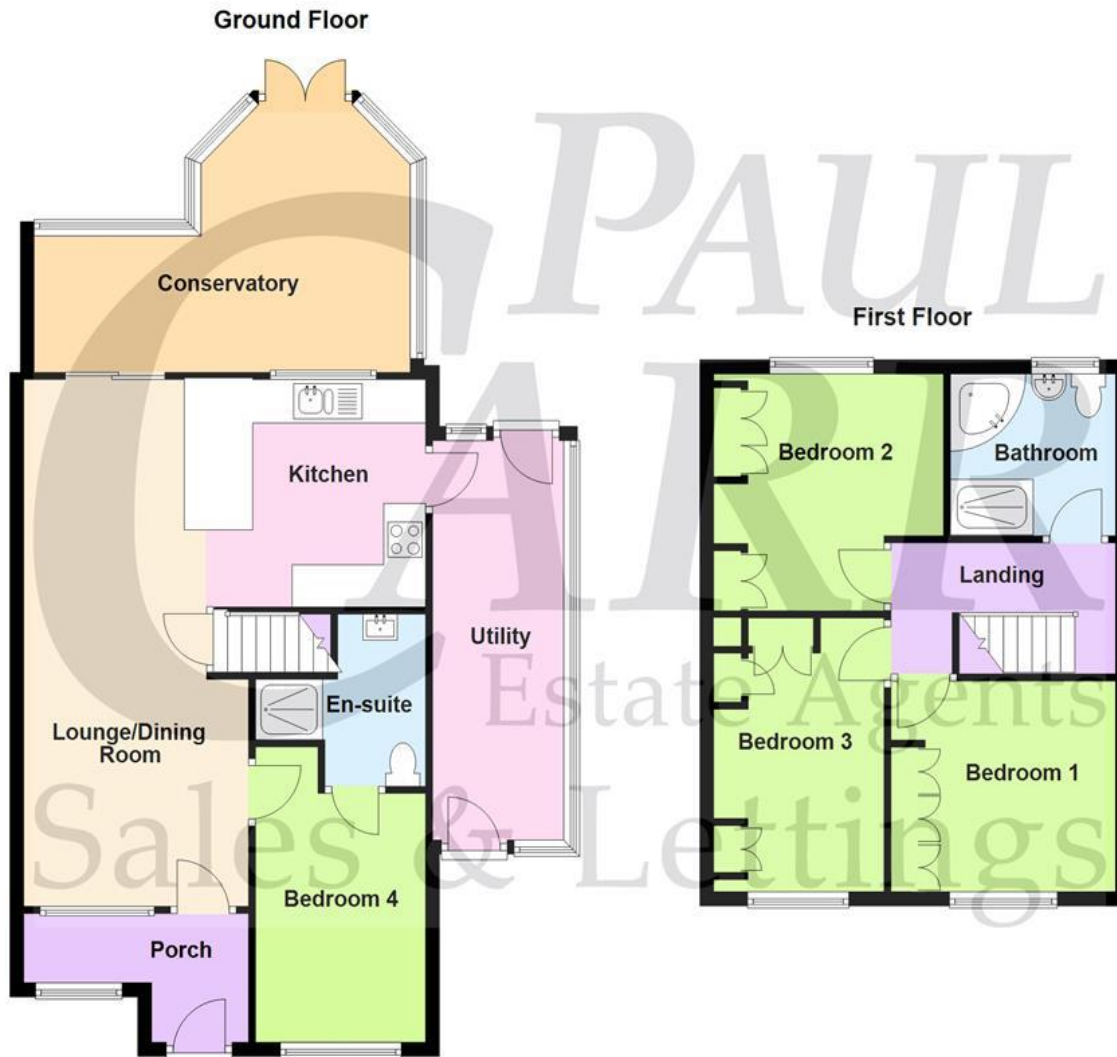 Ground Floor
Conservatory
Kitchen
Utility
En-suite
Lounge/Dining
Room
Bedroom 4
Porch
First Floor
Bedroom 2
Bathroom
Landing
Bedroom 3
Bedroom 1
PAUL
CARR
Estate Agents
Sales & Lettings